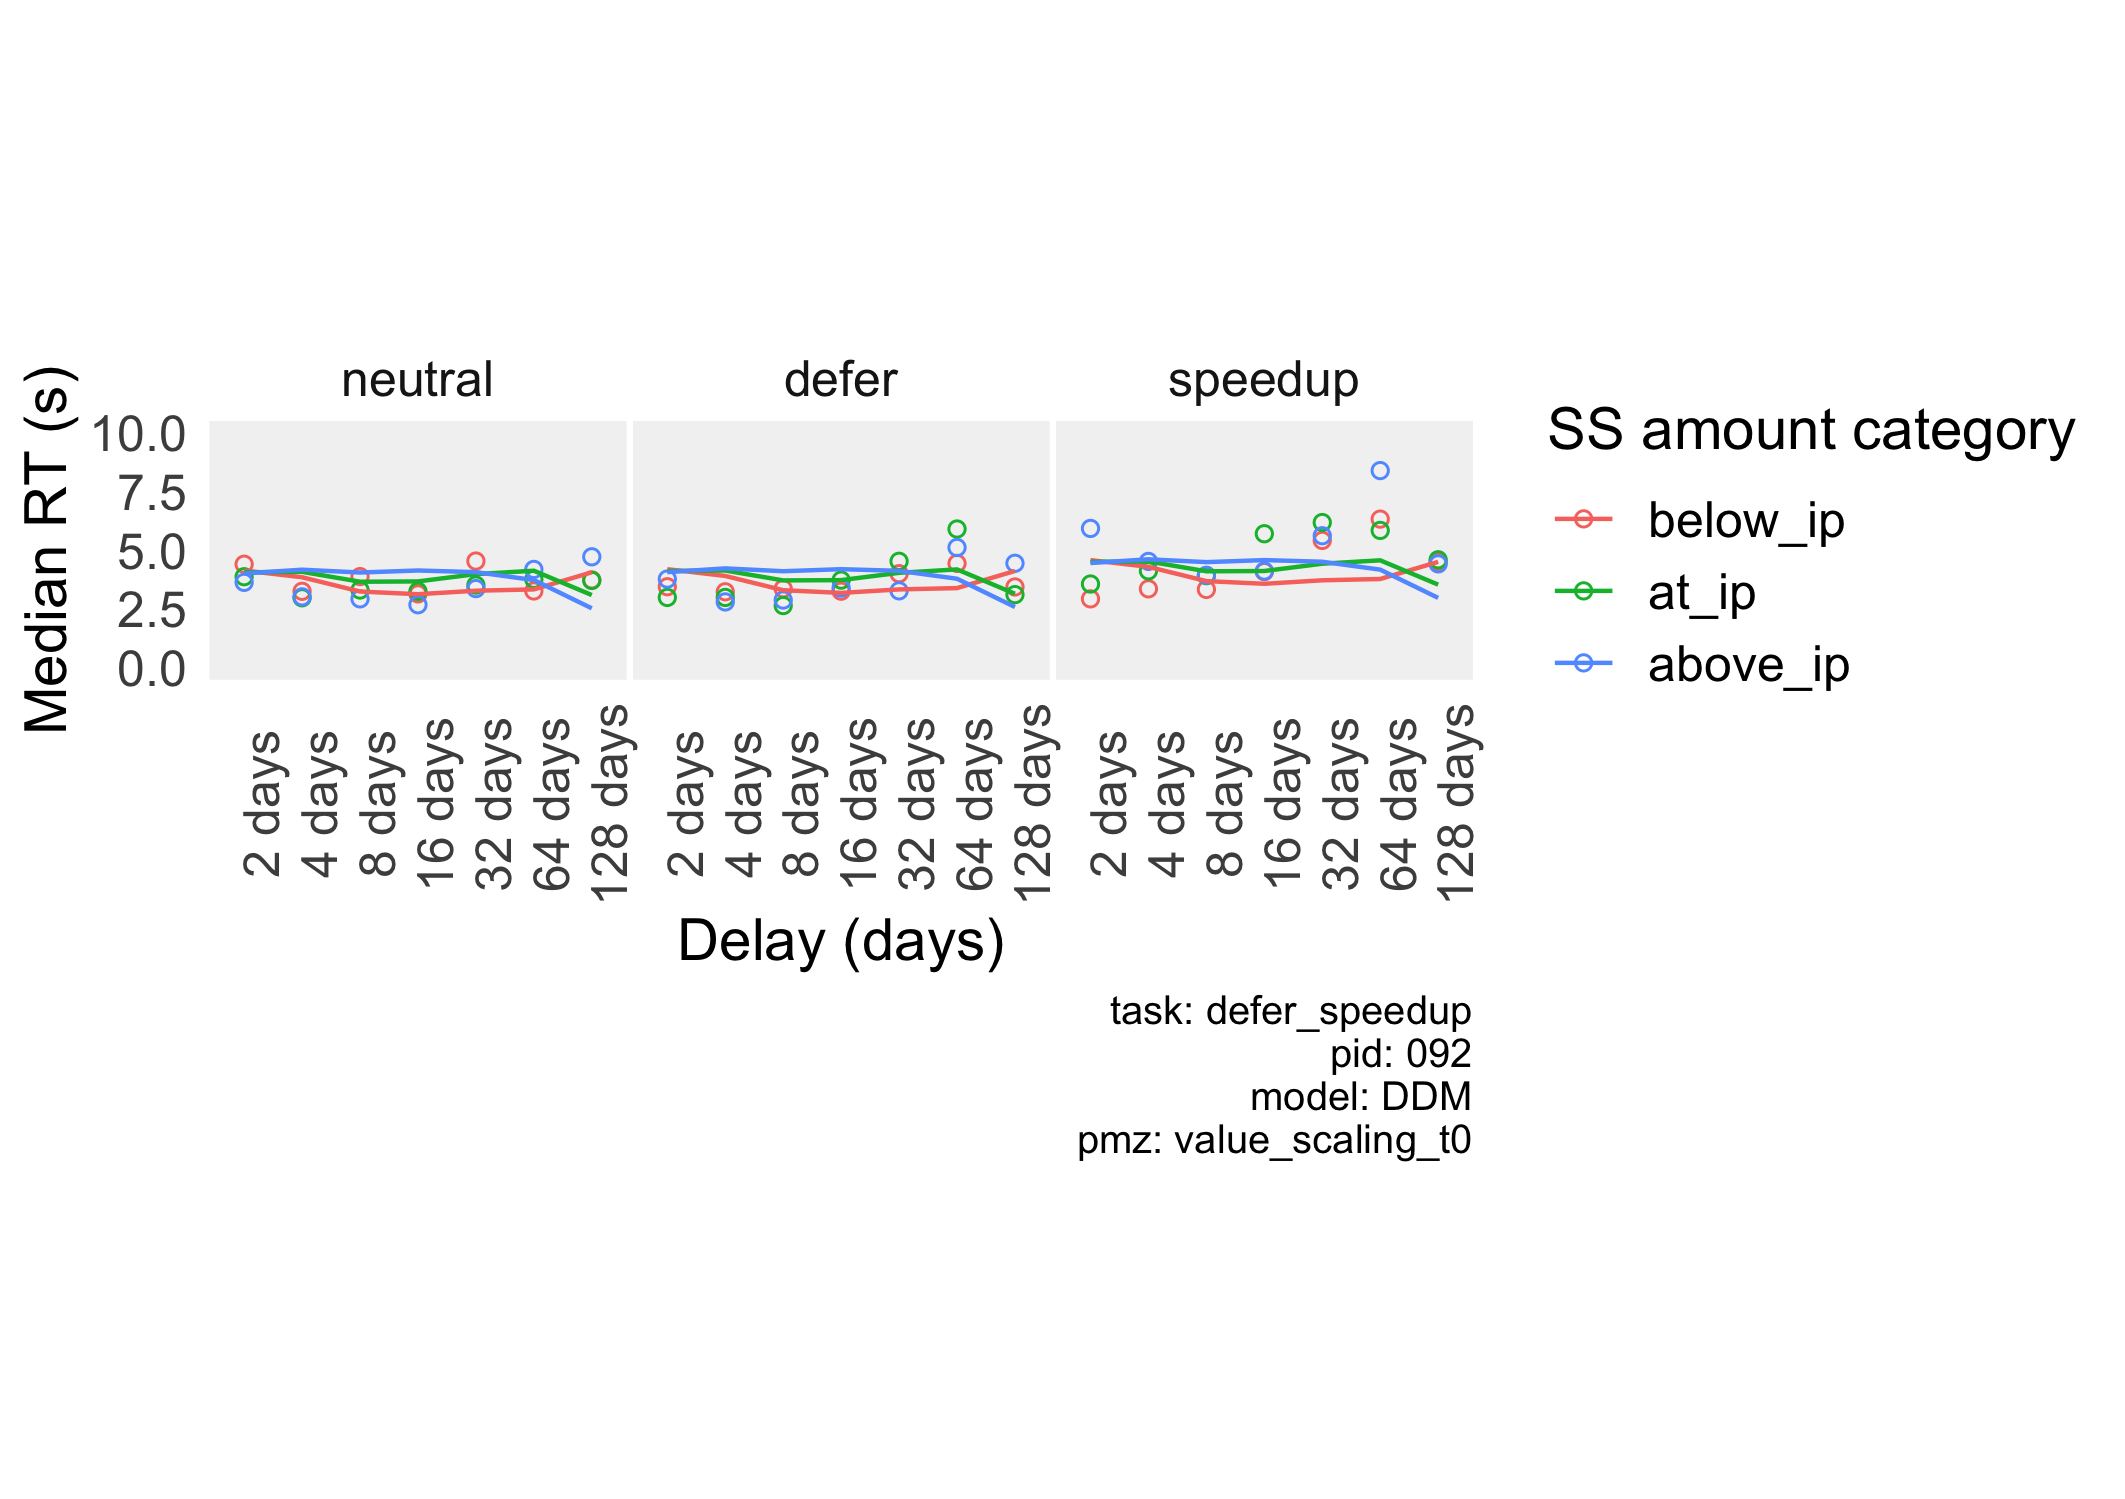 neutral
defer
speedup
Median RT (s)
10.0
7.5
5.0
2.5
0.0
2 days
4 days
8 days
16 days
32 days
64 days
128 days
2 days
4 days
8 days
16 days
32 days
64 days
128 days
2 days
4 days
8 days
16 days
32 days
64 days
128 days
Delay (days)
SS amount category
below_ip
at_ip
above_ip
task: defer_speedup
pid: 092
model: DDM
pmz: value_scaling_t0